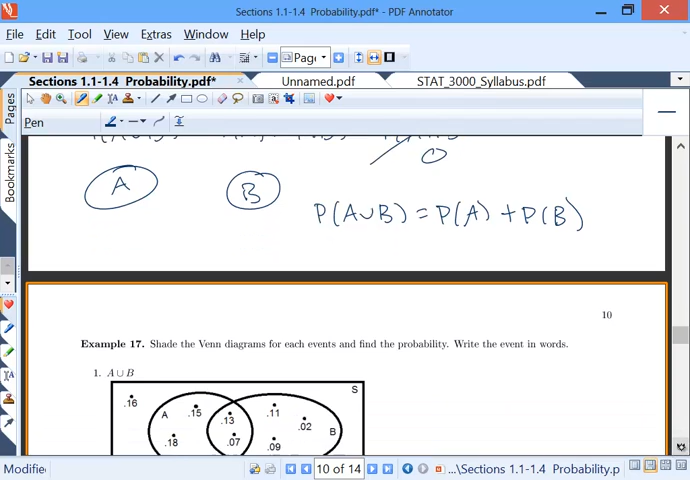 Sections 1.1-1.4 Probability.pdf* - PDF Annotator
File Edit Tool View Extras Window Help
Page
Sections 1.1-1.4 Probability.pdf* × Unnamed.pdf STAT_3000_Syllabus.pdf
Pages
Bookmarks
Pen
0
A B
P(A∪B) = P(A) + P(B)
10
Example 17. Shade the Venn diagrams for each events and find the probability. Write the event in words.
1. A ∪ B
S
.16
A .15 .13 .11 .02 B
.18 .07 .09
Modifie 10 of 14 ...\Sections 1.1-1.4 Probability.p